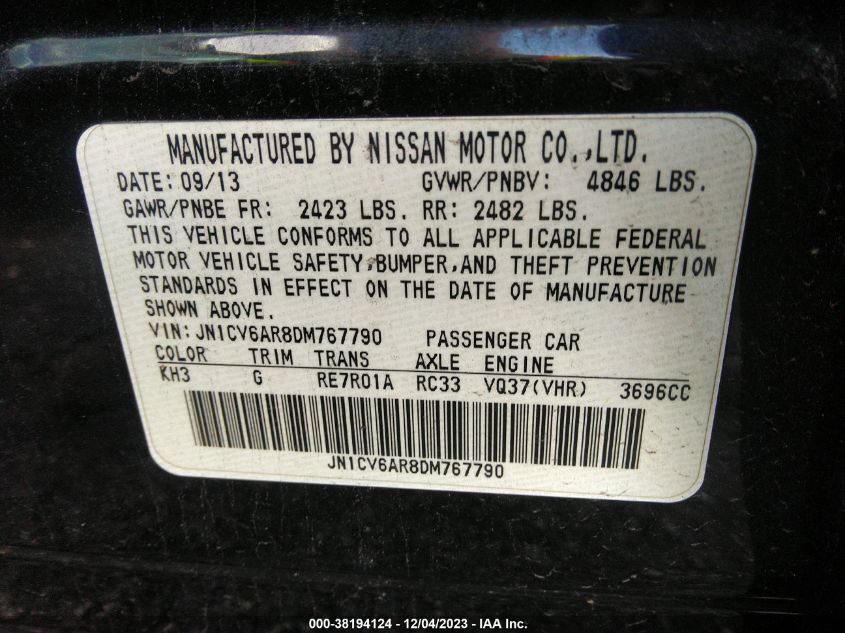 MANUFACTURED BY NISSAN MOTOR CO.,LTD.
DATE: 09/13 GVWR/PNBV: 4846 LBS.
GAWR/PNBE FR: 2423 LBS. RR: 2482 LBS.
THIS VEHICLE CONFORMS TO ALL APPLICABLE FEDERAL
MOTOR VEHICLE SAFETY,BUMPER,AND THEFT PREVENTION
STANDARDS IN EFFECT ON THE DATE OF MANUFACTURE
SHOWN ABOVE.
VIN: JN1CV6AR8DM767790 PASSENGER CAR
COLOR TRIM TRANS AXLE ENGINE
KH3 G RE7R01A RC33 VQ37(VHR) 3696CC
JN1CV6AR8DM767790
000-38194124 - 12/04/2023 - IAA Inc.